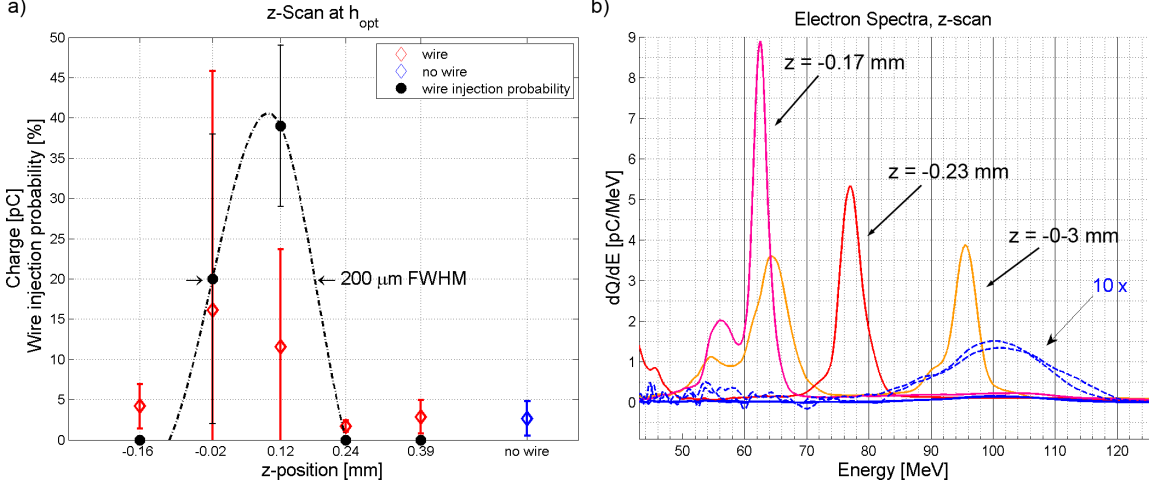 a)
z-Scan at hopt
50
45
40
35
30
25
20
15
10
5
0
Charge [pC]
Wire injection probability [%]
wire
no wire
wire injection probability
200 μm FWHM
-0.16
-0.02
0.12
0.24
0.39
no wire
z-position [mm]
b)
Electron Spectra, z-scan
9
8
7
6
5
4
3
2
1
0
dQ/dE [pC/MeV]
z = -0.17 mm
z = -0.23 mm
z = -0-3 mm
10 x
50
60
70
80
90
100
110
120
Energy [MeV]